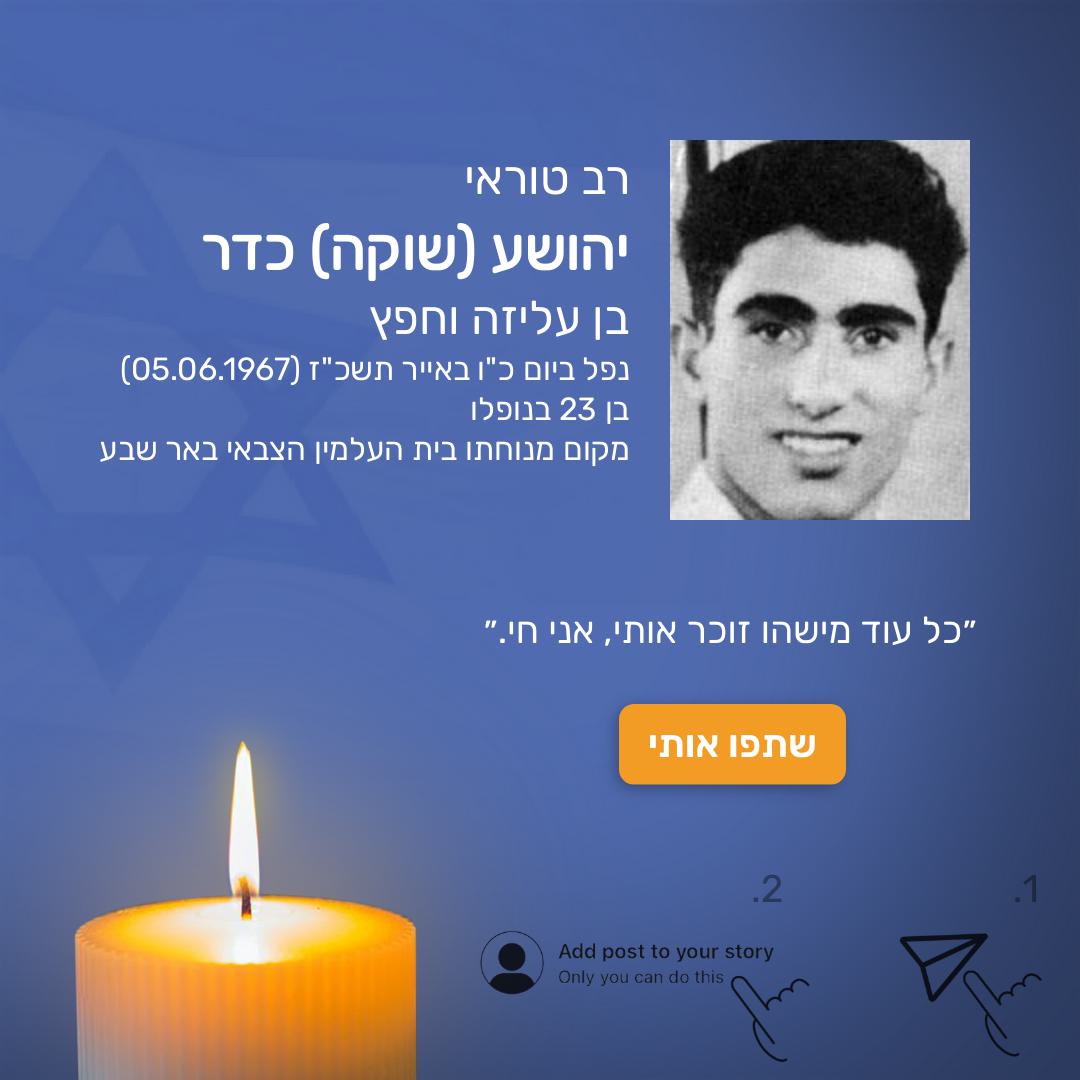 רב טוראי
יהושע (שוקה) כדר
בן עליזה וחפץ
נפל ביום כ"ו באייר תשכ"ז (05.06.1967)
בן 23 בנופלו
מקום מנוחתו בית העלמין הצבאי באר שבע
״כל עוד מישהו זוכר אותי, אני חי.״
שתפו אותי
1.
2.
Add post to your story
Only you can do this